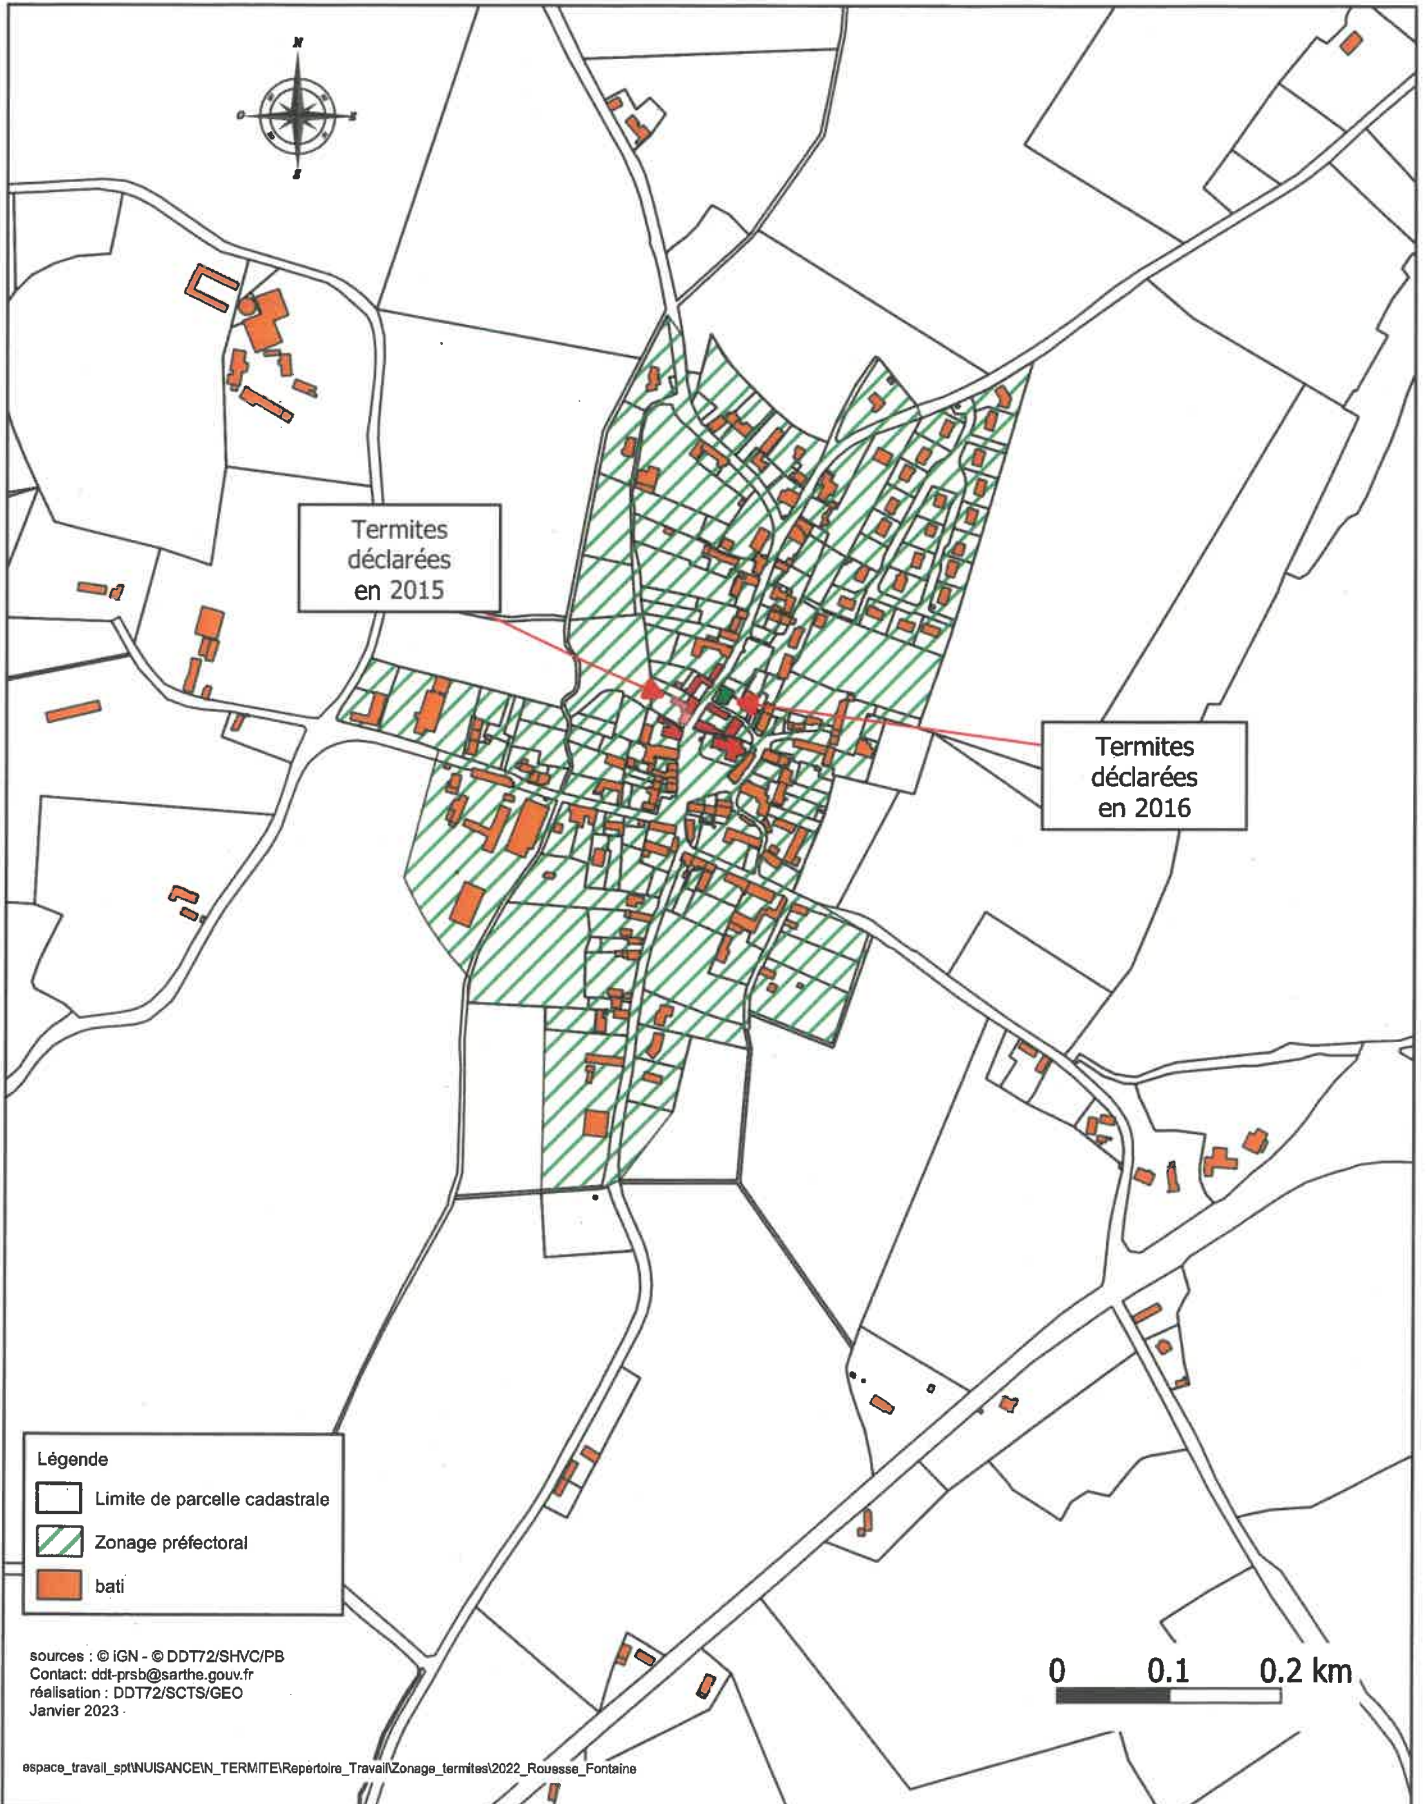 N
O
E
S
Termites
déclarées
en 2015
Termites
déclarées
en 2016
Légende
Limite de parcelle cadastrale
Zonage préfectoral
bati
sources : © IGN - © DDT72/SHVC/PB
Contact: ddt-prsb@sarthe.gouv.fr
réalisation : DDT72/SCTS/GEO
Janvier 2023
0 0.1 0.2 km
espace_travail_spt\NUISANCE\N_TERMITE\Repertoire_Travail\Zonage_termites\2022_Rouesse_Fontaine